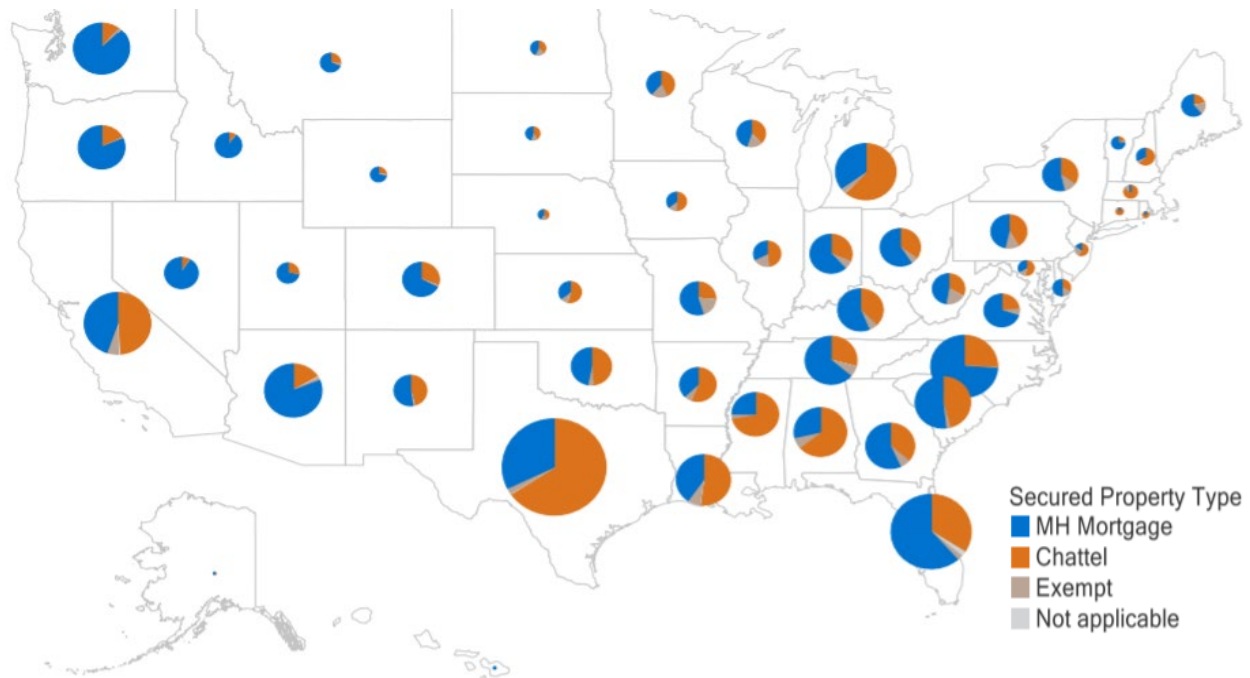 Secured Property Type
MH Mortgage
Chattel
Exempt
Not applicable